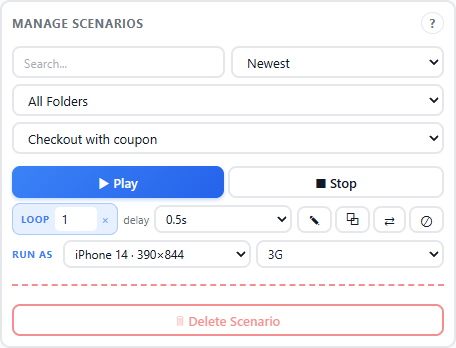 MANAGE SCENARIOS ?
Search... Newest
All Folders
Checkout with coupon
▶ Play ■ Stop
LOOP 1 × delay 0.5s
RUN AS iPhone 14 · 390×844 3G
Delete Scenario